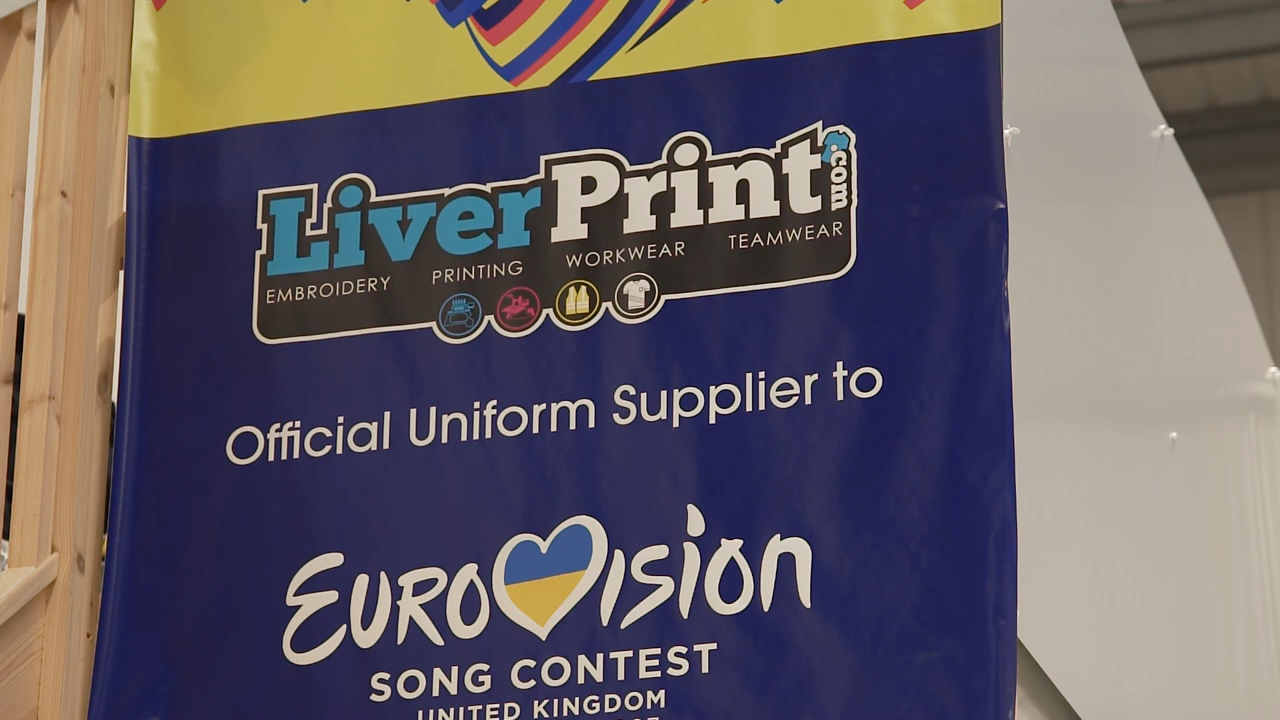 LiverPrint.com
EMBROIDERY PRINTING WORKWEAR TEAMWEAR
Official Uniform Supplier to
EUROVISION
SONG CONTEST
UNITED KINGDOM